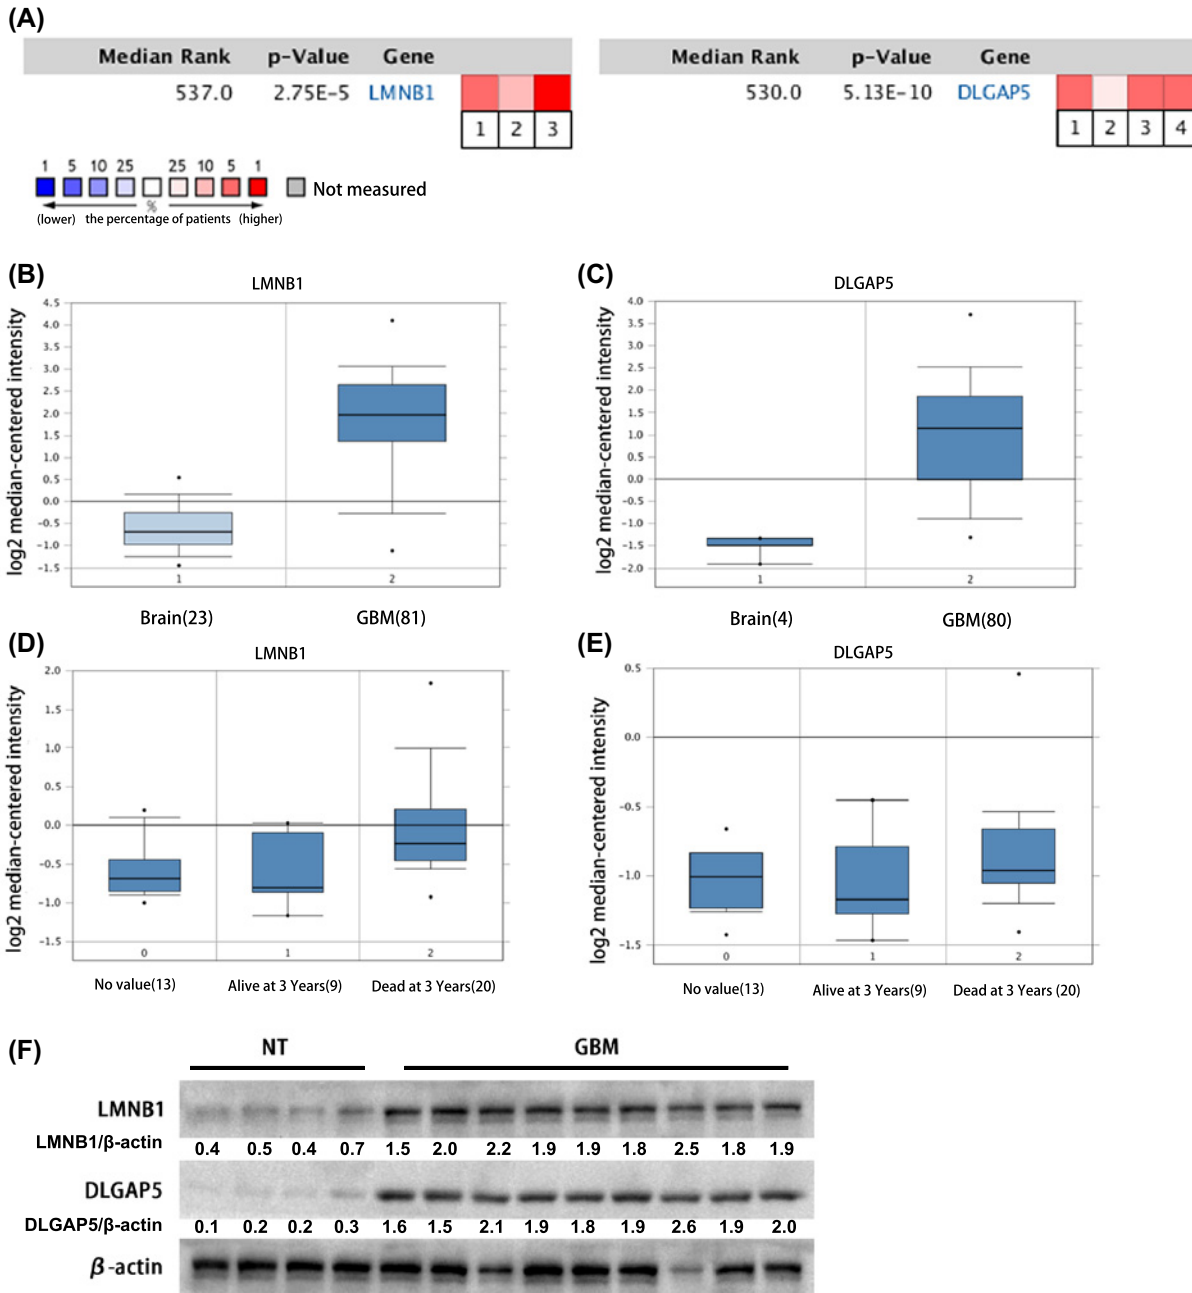 (A)
Median Rank p-Value Gene
537.0 2.75E-5 LMNB1
1 2 3
Median Rank p-Value Gene
530.0 5.13E-10 DLGAP5
1 2 3 4
1 5 10 25 25 10 5 1
Not measured
%
(lower) the percentage of patients (higher)
(B)
LMNB1
log2 median-centered intensity
4.5
4.0
3.5
3.0
2.5
2.0
1.5
1.0
0.5
0.0
-0.5
-1.0
-1.5
1 2
Brain(23) GBM(81)
(C)
DLGAP5
log2 median-centered intensity
4.0
3.5
3.0
2.5
2.0
1.5
1.0
0.5
0.0
-0.5
-1.0
-1.5
-2.0
1 2
Brain(4) GBM(80)
(D)
LMNB1
log2 median-centered intensity
2.0
1.5
1.0
0.5
0.0
-0.5
-1.0
-1.5
0 1 2
No value(13) Alive at 3 Years(9) Dead at 3 Years(20)
(E)
DLGAP5
log2 median-centered intensity
0.5
0.0
-0.5
-1.0
-1.5
0 1 2
No value(13) Alive at 3 Years(9) Dead at 3 Years (20)
(F)
NT GBM
LMNB1
LMNB1/β-actin 0.4 0.5 0.4 0.7 1.5 2.0 2.2 1.9 1.9 1.8 2.5 1.8 1.9
DLGAP5
DLGAP5/β-actin 0.1 0.2 0.2 0.3 1.6 1.5 2.1 1.9 1.8 1.9 2.6 1.9 2.0
β-actin